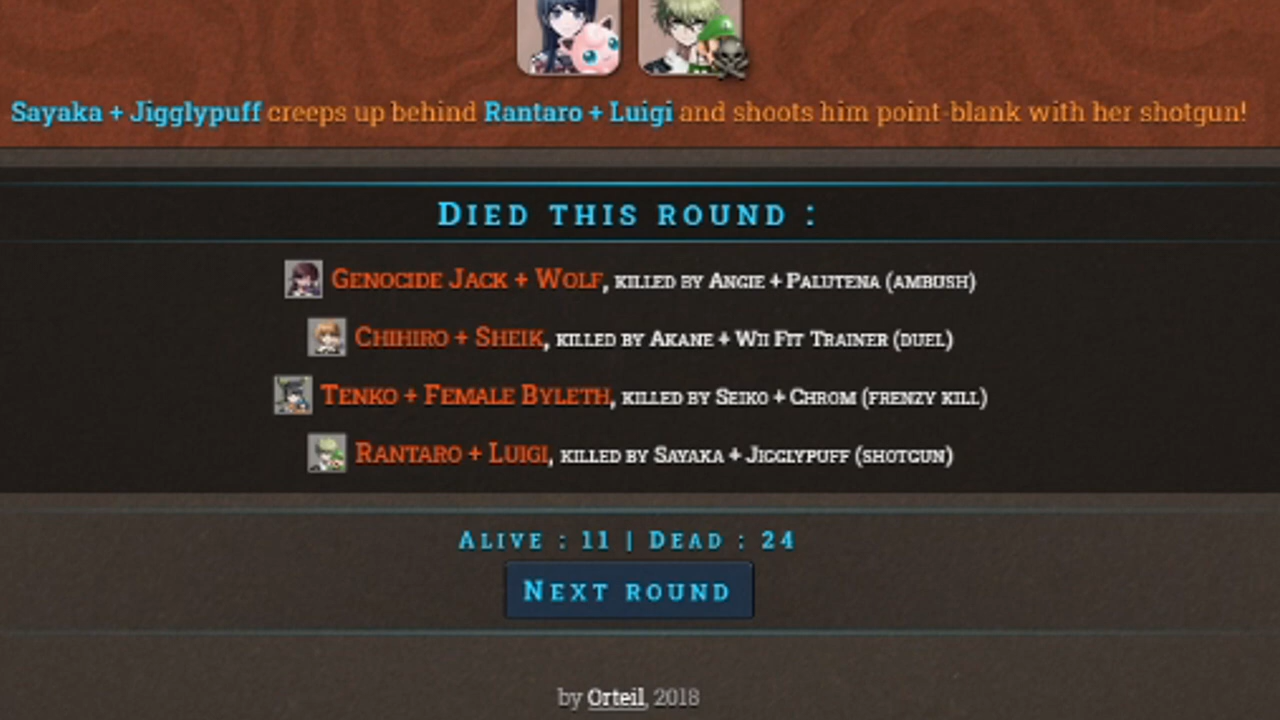 Sayaka + Jigglypuff creeps up behind Rantaro + Luigi and shoots him point-blank with her shotgun!
DIED THIS ROUND :
GENOCIDE JACK + WOLF, KILLED BY ANGIE + PALUTENA (AMBUSH)
CHIHIRO + SHEIK, KILLED BY AKANE + WII FIT TRAINER (DUEL)
TENKO + FEMALE BYLETH, KILLED BY SEIKO + CHROM (FRENZY KILL)
RANTARO + LUIGI, KILLED BY SAYAKA + JIGGLYPUFF (SHOTGUN)
ALIVE : 11 | DEAD : 24
NEXT ROUND
by Orteil, 2018